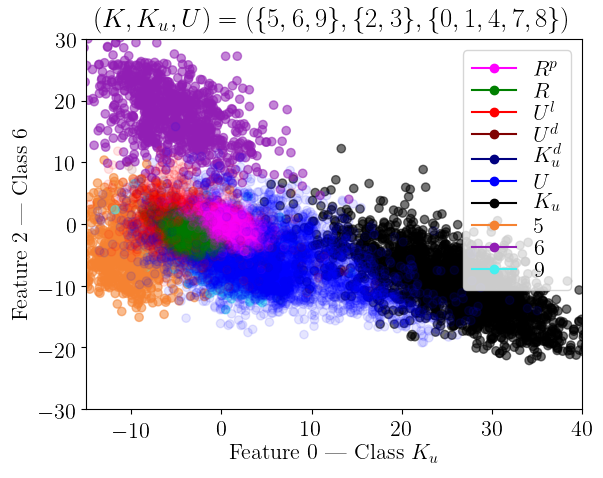 (K, K_u, U) = ({5, 6, 9}, {2, 3}, {0, 1, 4, 7, 8})
30
20
10
0
−10
−20
−30
Feature 2 — Class 6
R^p
R
U^l
U^d
K_u^d
U
K_u
5
6
9
−10
0
10
20
30
40
Feature 0 — Class K_u